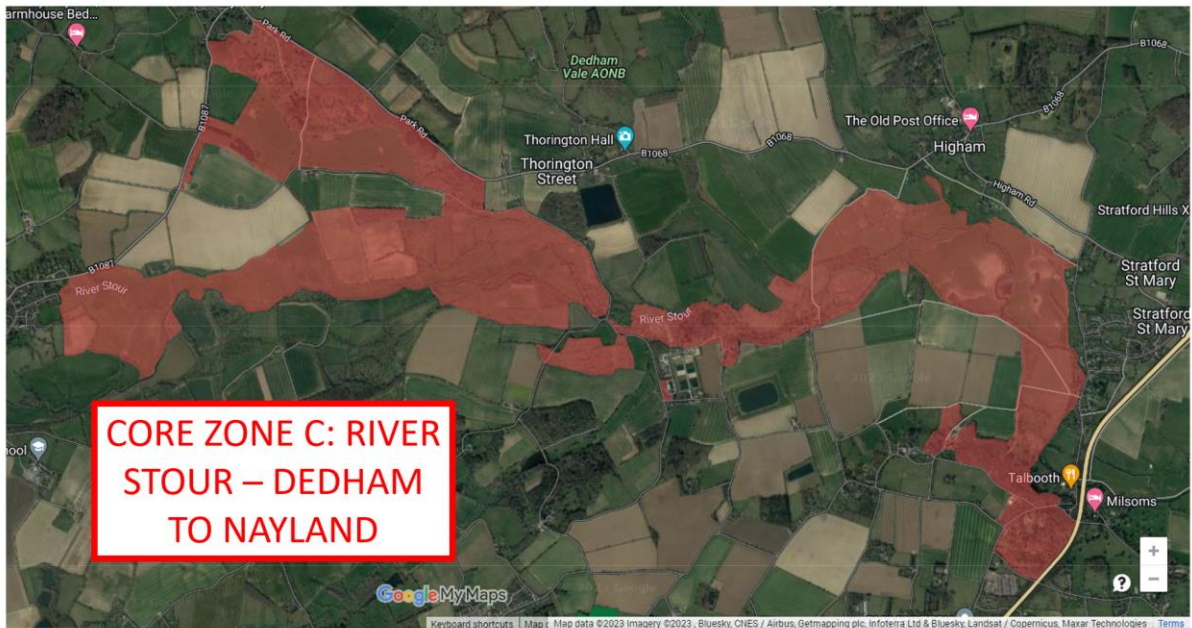 armhouse Bed...
Park Rd
B1068
Dedham
Vale AONB
B1087
Park Rd
Thorington Hall
B1068
B1068
The Old Post Office
Higham
Thorington
Street
Higham Rd
Stratford Hills X
B1087
River Stour
Stratford
St Mary
River Stour
Stratford
St Mary
CORE ZONE C: RIVER
STOUR – DEDHAM
TO NAYLAND
ool
Talbooth
Milsoms
+
?
−
Google My Maps
Keyboard shortcuts
Map data ©2023 Imagery ©2023 , Bluesky, CNES / Airbus, Getmapping plc, Infoterra Ltd & Bluesky, Landsat / Copernicus, Maxar Technologies
Terms